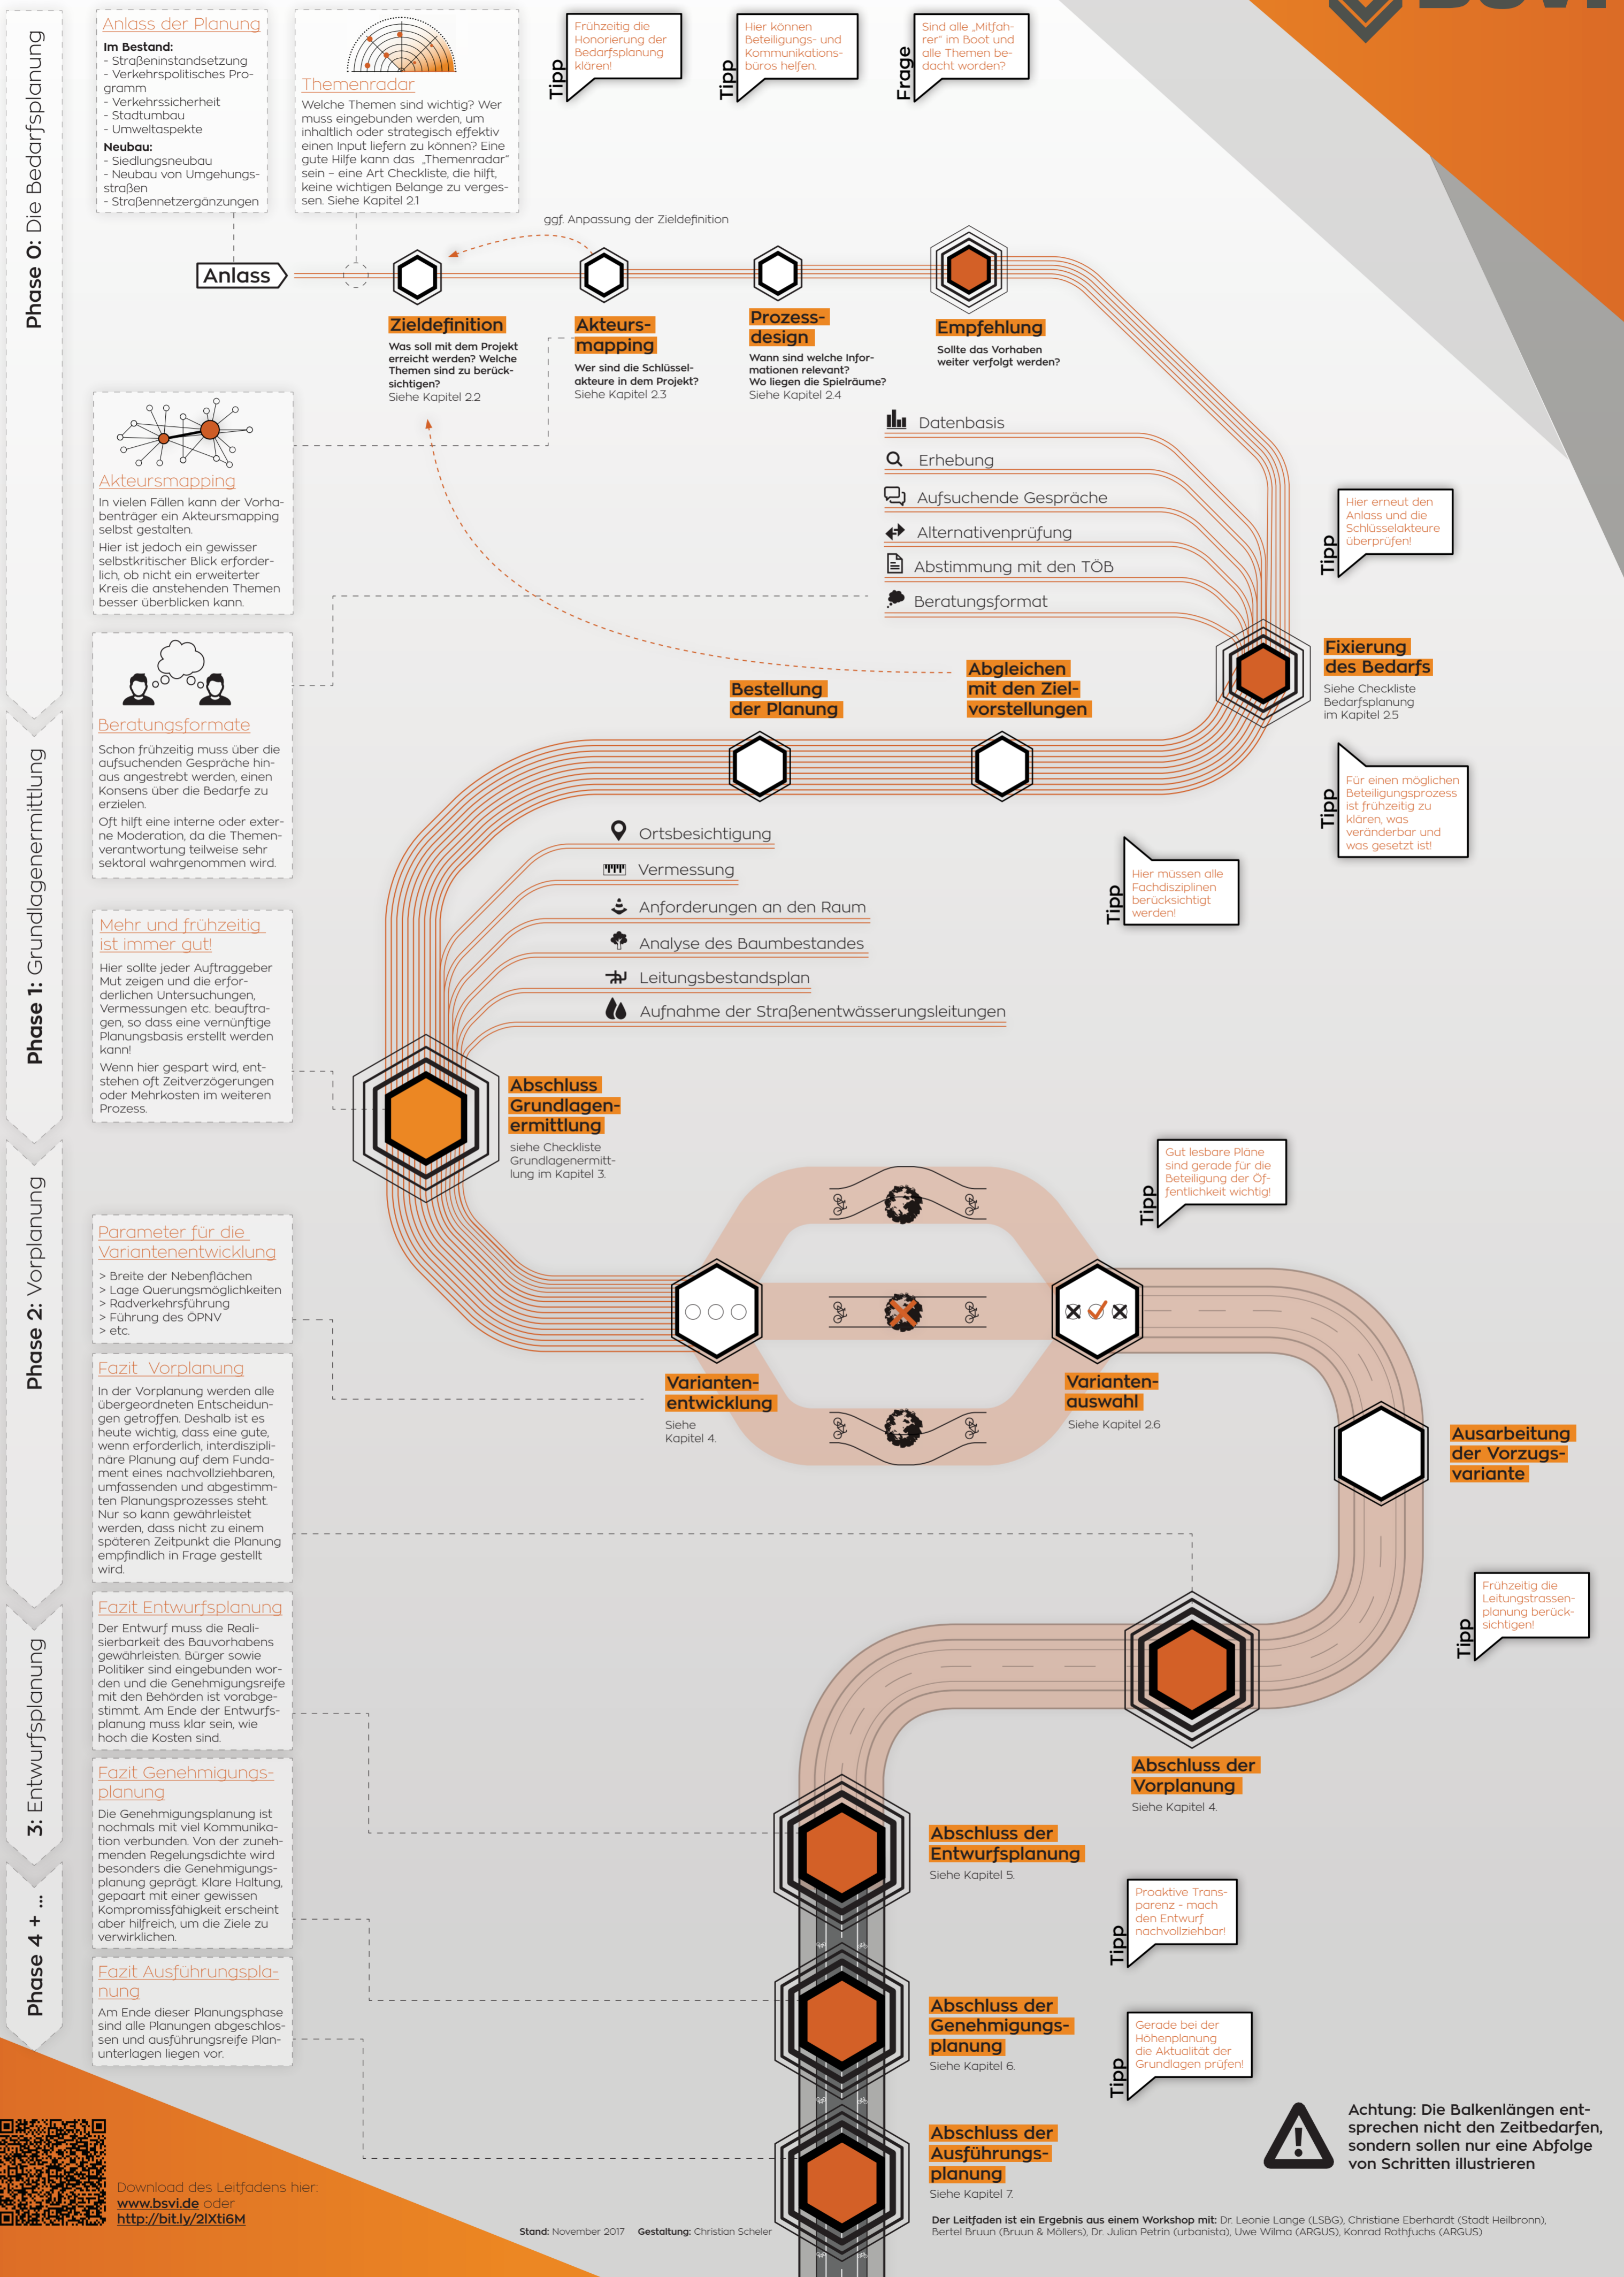 BSVI
Phase 0: Die Bedarfsplanung
Anlass der Planung
Im Bestand:
- Straßeninstandsetzung
- Verkehrspolitisches Pro-
gramm
- Verkehrssicherheit
- Stadtumbau
- Umweltaspekte
Neubau:
- Siedlungsneubau
- Neubau von Umgehungs-
straßen
- Straßennetzergänzungen
Themenradar
Welche Themen sind wichtig? Wer
muss eingebunden werden, um
inhaltlich oder strategisch effektiv
einen Input liefern zu können? Eine
gute Hilfe kann das „Themenradar“
sein – eine Art Checkliste, die hilft,
keine wichtigen Belange zu verges-
sen. Siehe Kapitel 2.1
Tipp
Frühzeitig die
Honorierung der
Bedarfsplanung
klären!
Tipp
Hier können
Beteiligungs- und
Kommunikations-
büros helfen.
Frage
Sind alle „Mitfah-
rer“ im Boot und
alle Themen be-
dacht worden?
ggf. Anpassung der Zieldefinition
Anlass
Zieldefinition
Was soll mit dem Projekt
erreicht werden? Welche
Themen sind zu berück-
sichtigen?
Siehe Kapitel 2.2
Akteurs-
mapping
Wer sind die Schlüssel-
akteure in dem Projekt?
Siehe Kapitel 2.3
Prozess-
design
Wann sind welche Infor-
mationen relevant?
Wo liegen die Spielräume?
Siehe Kapitel 2.4
Empfehlung
Sollte das Vorhaben
weiter verfolgt werden?
Datenbasis
Erhebung
Aufsuchende Gespräche
Alternativenprüfung
Abstimmung mit den TÖB
Beratungsformat
Akteursmapping
In vielen Fällen kann der Vorha-
benträger ein Akteursmapping
selbst gestalten.
Hier ist jedoch ein gewisser
selbstkritischer Blick erforder-
lich, ob nicht ein erweiterter
Kreis die anstehenden Themen
besser überblicken kann.
Tipp
Hier erneut den
Anlass und die
Schlüsselakteure
überprüfen!
Fixierung
des Bedarfs
Siehe Checkliste
Bedarfsplanung
im Kapitel 2.5
Beratungsformate
Schon frühzeitig muss über die
aufsuchenden Gespräche hin-
aus angestrebt werden, einen
Konsens über die Bedarfe zu
erzielen.
Oft hilft eine interne oder exter-
ne Moderation, da die Themen-
verantwortung teilweise sehr
sektoral wahrgenommen wird.
Phase 1: Grundlagenermittlung
Bestellung
der Planung
Abgleichen
mit den Ziel-
vorstellungen
Tipp
Für einen möglichen
Beteiligungsprozess
ist frühzeitig zu
klären, was
veränderbar und
was gesetzt ist!
Tipp
Hier müssen alle
Fachdisziplinen
berücksichtigt
werden!
Ortsbesichtigung
Vermessung
Anforderungen an den Raum
Analyse des Baumbestandes
Leitungsbestandsplan
Aufnahme der Straßenentwässerungsleitungen
Mehr und frühzeitig
ist immer gut!
Hier sollte jeder Auftraggeber
Mut zeigen und die erfor-
derlichen Untersuchungen,
Vermessungen etc. beauftra-
gen, so dass eine vernünftige
Planungsbasis erstellt werden
kann!
Wenn hier gespart wird, ent-
stehen oft Zeitverzögerungen
oder Mehrkosten im weiteren
Prozess.
Abschluss
Grundlagen-
ermittlung
siehe Checkliste
Grundlagenermitt-
lung im Kapitel 3.
Phase 2: Vorplanung
Tipp
Gut lesbare Pläne
sind gerade für die
Beteiligung der Öf-
fentlichkeit wichtig!
Parameter für die
Variantenentwicklung
> Breite der Nebenflächen
> Lage Querungsmöglichkeiten
> Radverkehrsführung
> Führung des ÖPNV
> etc.
Varianten-
entwicklung
Siehe
Kapitel 4.
Varianten-
auswahl
Siehe Kapitel 2.6
Ausarbeitung
der Vorzugs-
variante
Fazit Vorplanung
In der Vorplanung werden alle
übergeordneten Entscheidun-
gen getroffen. Deshalb ist es
heute wichtig, dass eine gute,
wenn erforderlich, interdiszipli-
näre Planung auf dem Funda-
ment eines nachvollziehbaren,
umfassenden und abgestimm-
ten Planungsprozesses steht.
Nur so kann gewährleistet
werden, dass nicht zu einem
späteren Zeitpunkt die Planung
empfindlich in Frage gestellt
wird.
Tipp
Frühzeitig die
Leitungstrassen-
planung berück-
sichtigen!
3: Entwurfsplanung
Fazit Entwurfsplanung
Der Entwurf muss die Reali-
sierbarkeit des Bauvorhabens
gewährleisten. Bürger sowie
Politiker sind eingebunden wor-
den und die Genehmigungsreife
mit den Behörden ist vorabge-
stimmt. Am Ende der Entwurfs-
planung muss klar sein, wie
hoch die Kosten sind.
Abschluss der
Vorplanung
Siehe Kapitel 4.
Fazit Genehmigungs-
planung
Die Genehmigungsplanung ist
nochmals mit viel Kommunika-
tion verbunden. Von der zuneh-
menden Regelungsdichte wird
besonders die Genehmigungs-
planung geprägt. Klare Haltung,
gepaart mit einer gewissen
Kompromissfähigkeit erscheint
aber hilfreich, um die Ziele zu
verwirklichen.
Abschluss der
Entwurfsplanung
Siehe Kapitel 5.
Phase 4 + ...
Tipp
Proaktive Trans-
parenz - mach
den Entwurf
nachvollziehbar!
Fazit Ausführungspla-
nung
Am Ende dieser Planungsphase
sind alle Planungen abgeschlos-
sen und ausführungsreife Plan-
unterlagen liegen vor.
Abschluss der
Genehmigungs-
planung
Siehe Kapitel 6.
Tipp
Gerade bei der
Höhenplanung
die Aktualität der
Grundlagen prüfen!
Abschluss der
Ausführungs-
planung
Siehe Kapitel 7.
Achtung: Die Balkenlängen ent-
sprechen nicht den Zeitbedarfen,
sondern sollen nur eine Abfolge
von Schritten illustrieren
Download des Leitfadens hier:
www.bsvi.de oder
http://bit.ly/2lXti6M
Stand: November 2017 Gestaltung: Christian Scheler
Der Leitfaden ist ein Ergebnis aus einem Workshop mit: Dr. Leonie Lange (LSBG), Christiane Eberhardt (Stadt Heilbronn),
Bertel Bruun (Bruun & Möllers), Dr. Julian Petrin (urbanista), Uwe Wilma (ARGUS), Konrad Rothfuchs (ARGUS)